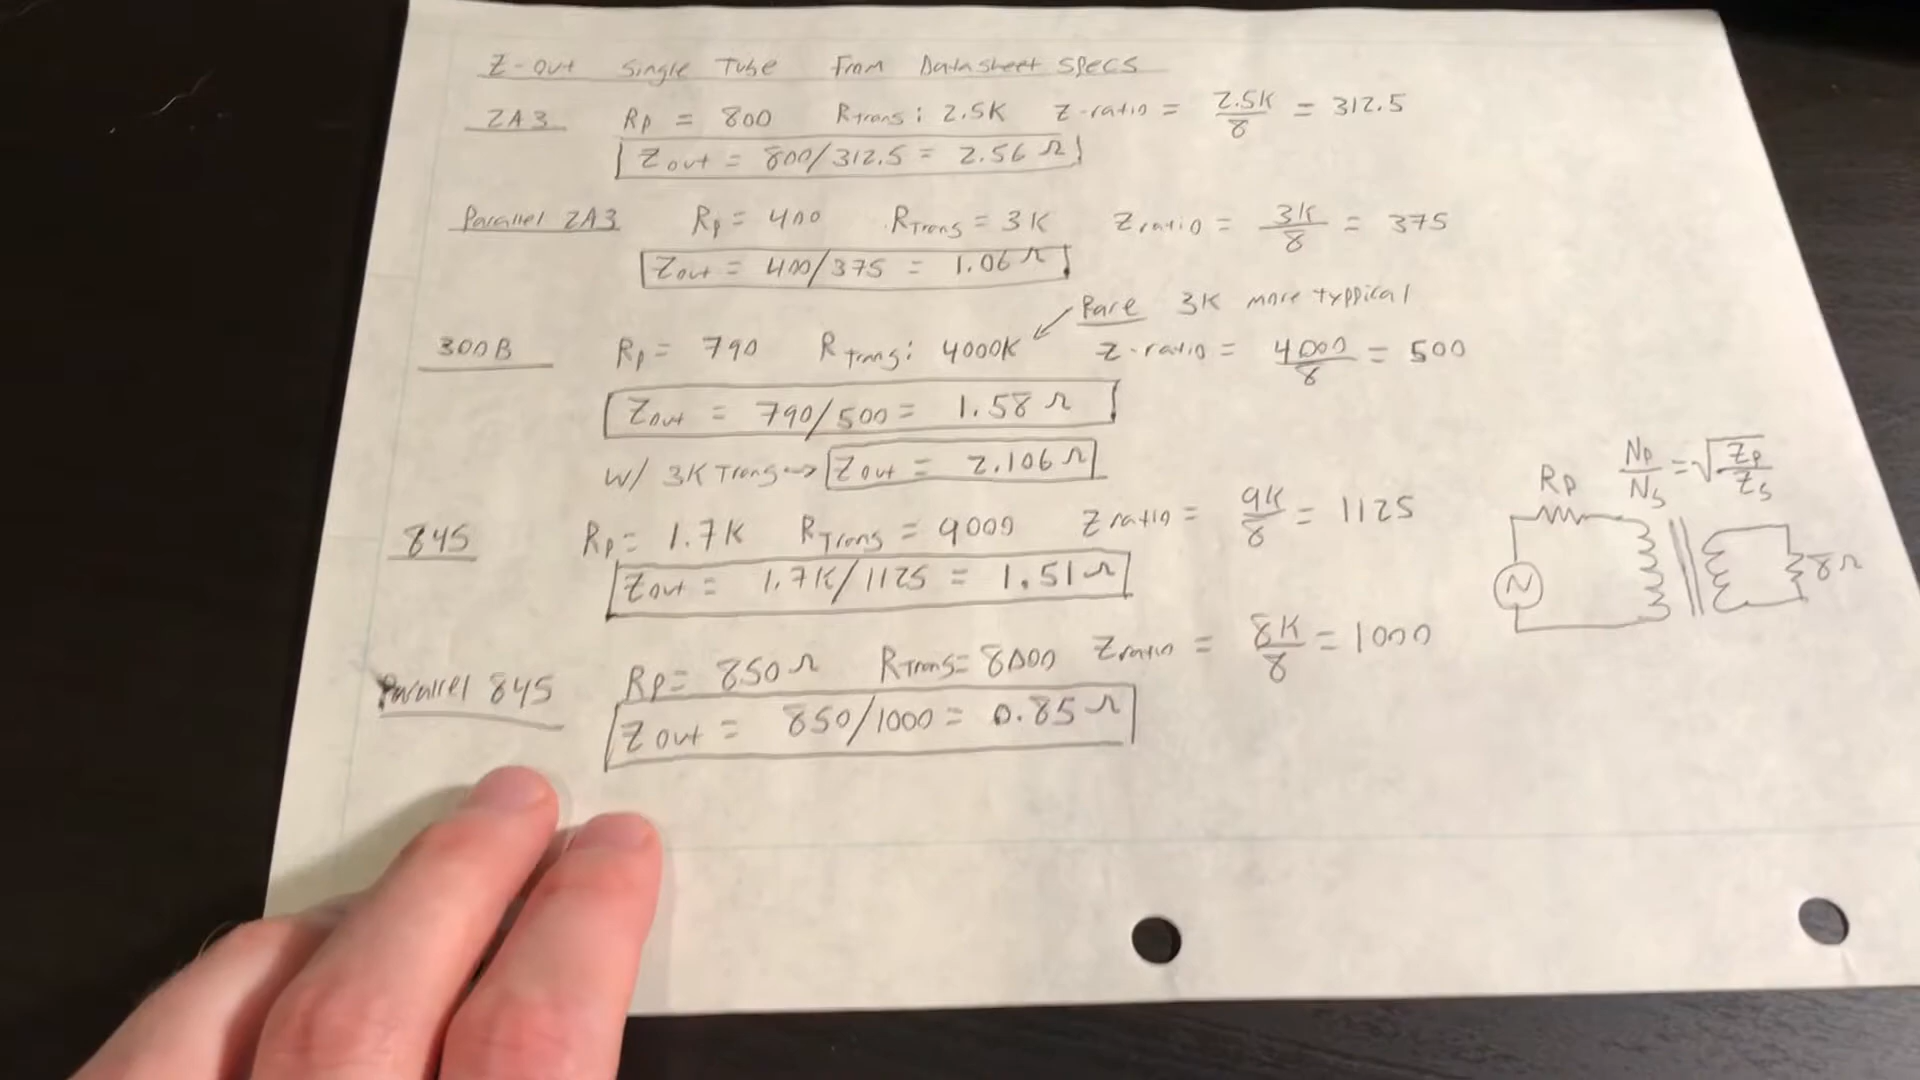 Z-out Single Tube From Datasheet Specs
2A3 Rp = 800 Rtrans: 2.5K Z-ratio = 2.5K/8 = 312.5
Zout = 800/312.5 = 2.56 Ω
Parallel 2A3 Rp = 400 RTrans = 3K Zratio = 3K/8 = 375
Zout = 400/375 = 1.06 Ω
Rare 3K more typpical
300B Rp = 790 RTrans: 4000K Z-ratio = 4000/8 = 500
Zout = 790/500 = 1.58 Ω
W/ 3K Trans → Zout = 2.106 Ω
Np/Ns = √Zp/Zs
Rp
845 Rp = 1.7K RTrans = 9000 Zratio = 9K/8 = 1125
Zout = 1.7K/1125 = 1.51 Ω
8 Ω
Parallel 845 Rp = 850 Ω RTrans = 8000 Zratio = 8K/8 = 1000
Zout = 850/1000 = 0.85 Ω